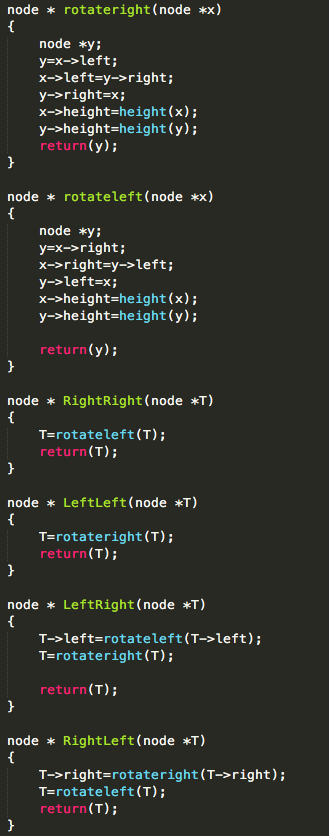 node * rotateright(node *x)
{
    node *y;
    y=x->left;
    x->left=y->right;
    y->right=x;
    x->height=height(x);
    y->height=height(y);
    return(y);
}

node * rotateleft(node *x)
{
    node *y;
    y=x->right;
    x->right=y->left;
    y->left=x;
    x->height=height(x);
    y->height=height(y);

    return(y);
}

node * RightRight(node *T)
{
    T=rotateleft(T);
    return(T);
}

node * LeftLeft(node *T)
{
    T=rotateright(T);
    return(T);
}

node * LeftRight(node *T)
{
    T->left=rotateleft(T->left);
    T=rotateright(T);

    return(T);
}

node * RightLeft(node *T)
{
    T->right=rotateright(T->right);
    T=rotateleft(T);
    return(T);
}